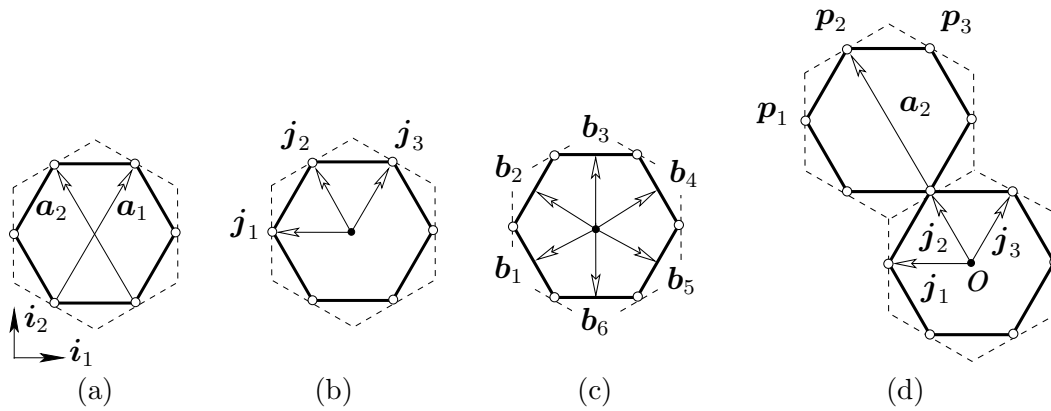 a₂ a₁
i₂
i₁
(a)
j₂ j₃
j₁
(b)
b₃
b₂ b₄
b₁ b₅
b₆
(c)
p₂ p₃
p₁ a₂
j₂ j₃
j₁ O
(d)